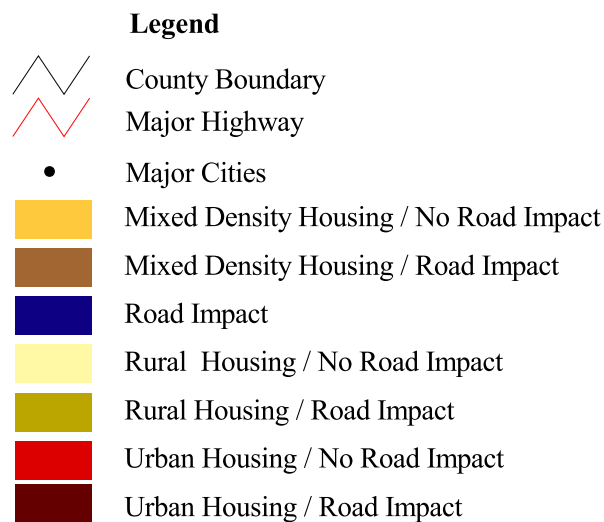 Legend
County Boundary
Major Highway
Major Cities
Mixed Density Housing / No Road Impact
Mixed Density Housing / Road Impact
Road Impact
Rural  Housing / No Road Impact
Rural Housing / Road Impact
Urban Housing / No Road Impact
Urban Housing / Road Impact